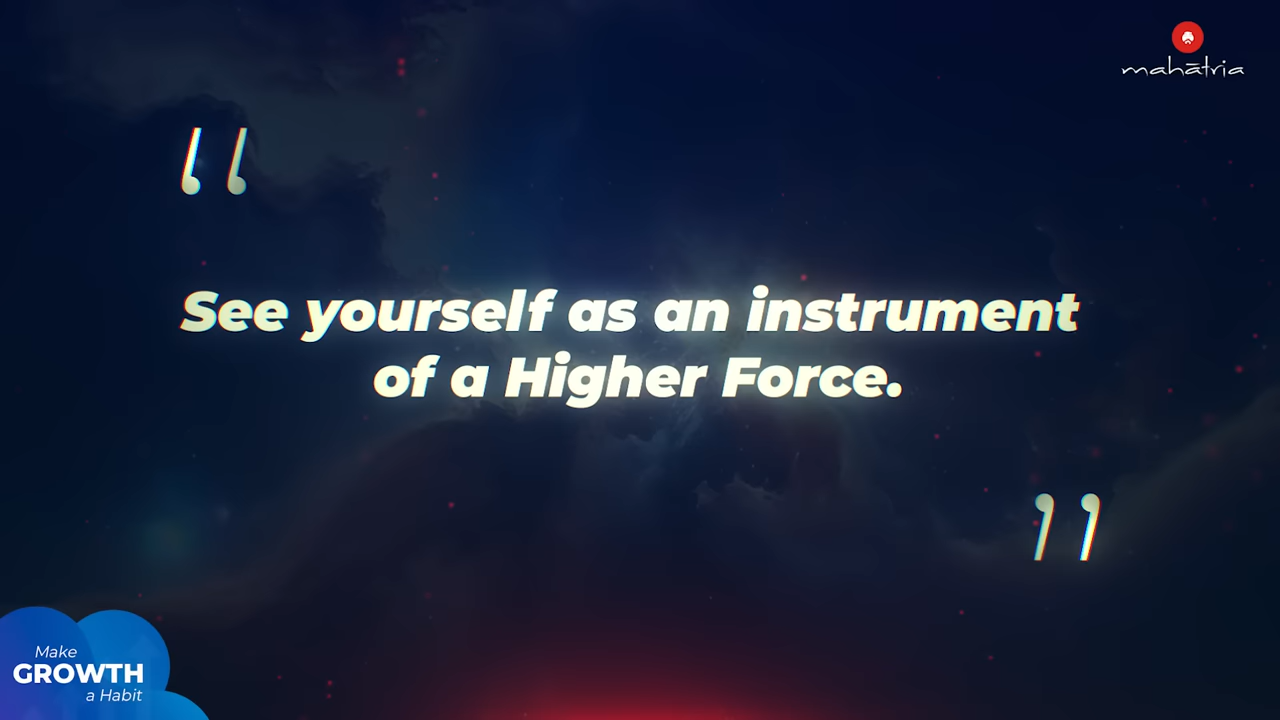 mahātria
“
See yourself as an instrument
of a Higher Force.
”
Make
GROWTH
a Habit